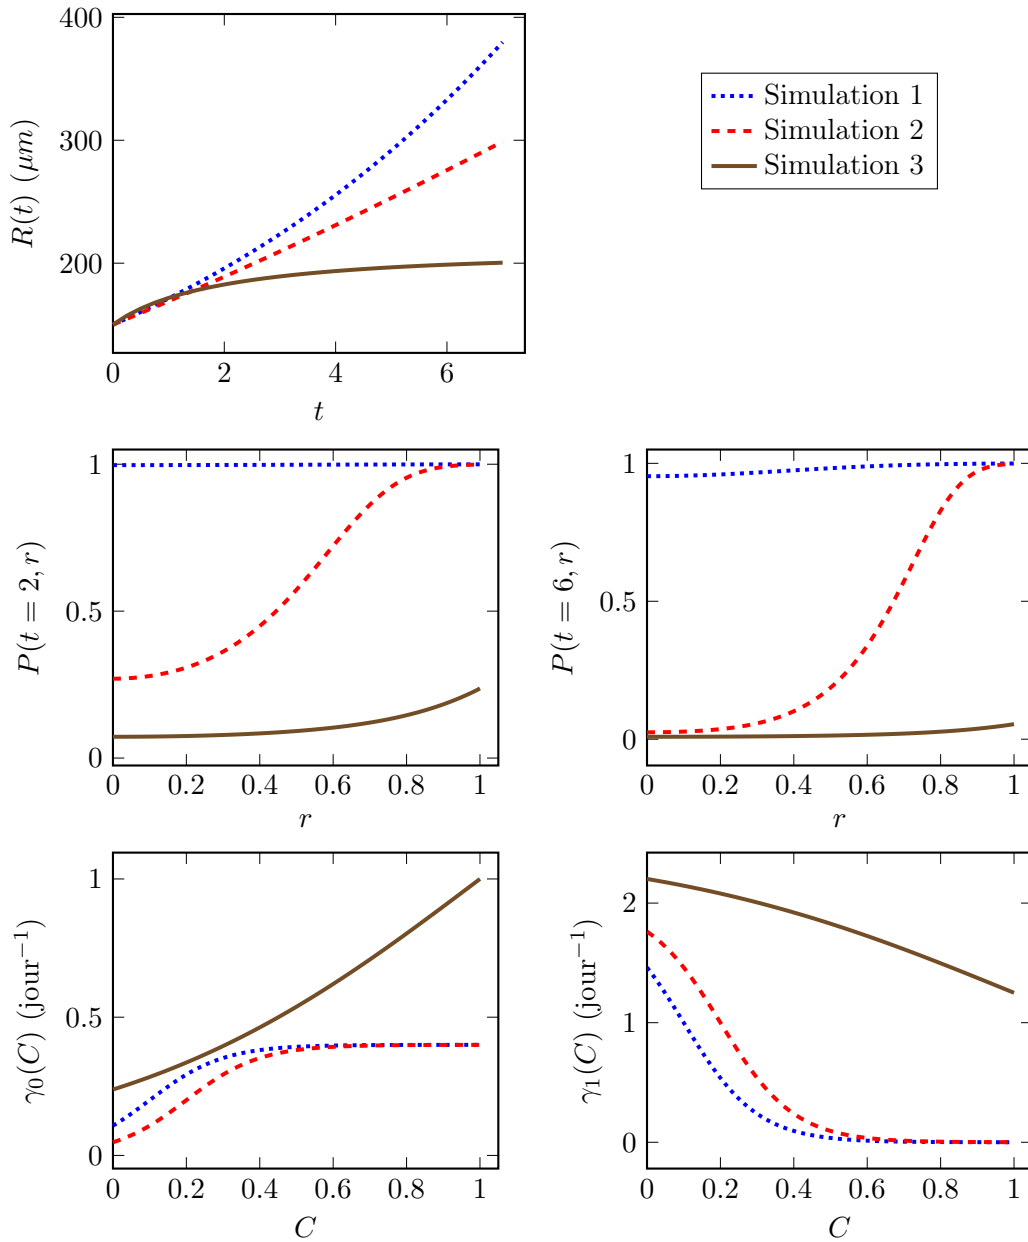 400
300
200
R(t) (μm)
0 2 4 6
t
Simulation 1
Simulation 2
Simulation 3
1
0.5
0
P(t = 2, r)
0 0.2 0.4 0.6 0.8 1
r
1
0.5
0
P(t = 6, r)
0 0.2 0.4 0.6 0.8 1
r
1
0.5
0
γ₀(C) (jour⁻¹)
0 0.2 0.4 0.6 0.8 1
C
2
1
0
γ₁(C) (jour⁻¹)
0 0.2 0.4 0.6 0.8 1
C